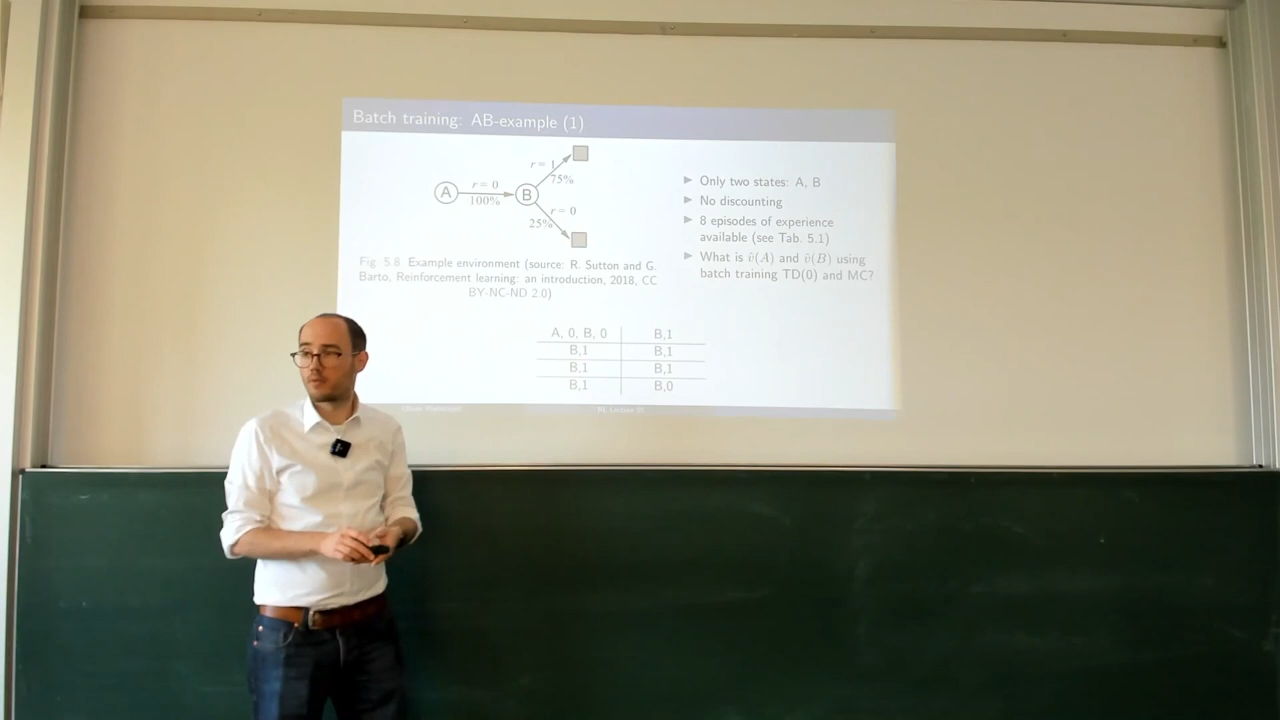 Batch training: AB-example (1)
r = 1
75%
A
r = 0
100%
B
r = 0
25%
Fig. 5.8: Example environment (source: R. Sutton and G.
Barto, Reinforcement learning: an introduction, 2018, CC
BY-NC-ND 2.0)
Only two states: A, B
No discounting
8 episodes of experience
available (see Tab. 5.1)
What is v̂(A) and v̂(B) using
batch training TD(0) and MC?
A, 0, B, 0 B,1
B,1 B,1
B,1 B,1
B,1 B,0
RL Lecture 05